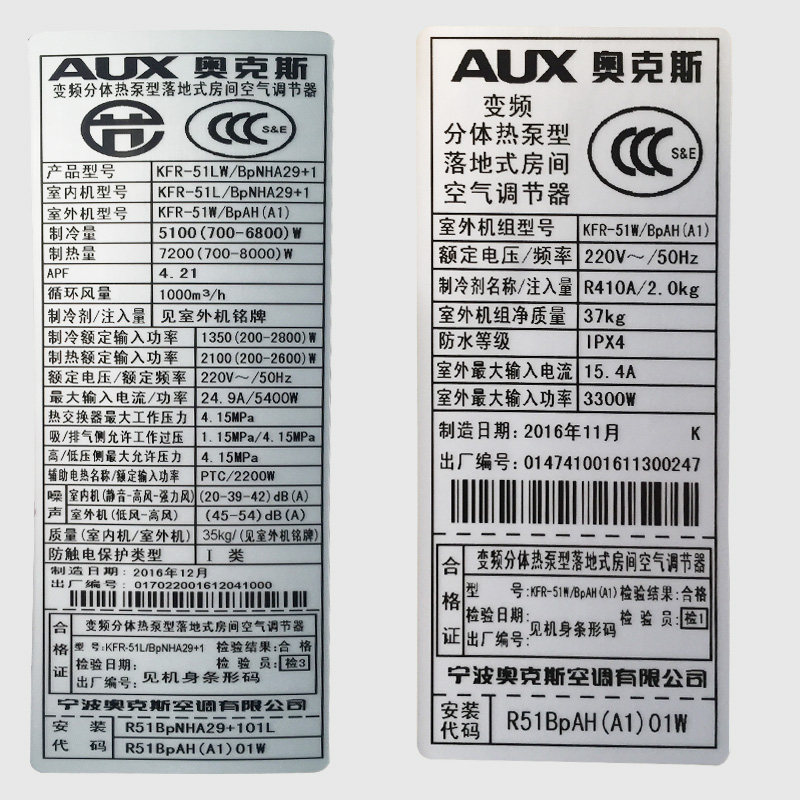 AUX 奥克斯
变频分体热泵型落地式房间空气调节器
CCC S&E
产品型号 KFR-51LW/BpNHA29+1
室内机型号 KFR-51L/BpNHA29+1
室外机型号 KFR-51W/BpAH(A1)
制冷量 5100(700-6800)W
制热量 7200(700-8000)W
APF 4.21
循环风量 1000m³/h
制冷剂/注入量 见室外机铭牌
制冷额定输入功率 1350(200-2800)W
制热额定输入功率 2100(200-2600)W
额定电压/额定频率 220V～/50Hz
最大输入电流/功率 24.9A/5400W
热交换器最大工作压力 4.15MPa
吸/排气侧允许工作过压 1.15MPa/4.15MPa
高/低压侧最大允许压力 4.15MPa
辅助电热名称/额定输入功率 PTC/2200W
噪声 室内机(静音-高风-强力风) (20-39-42)dB(A)
室外机(低风-高风) (45-54)dB(A)
质量(室内机/室外机) 35kg/(见室外机铭牌)
防触电保护类型 I 类
制造日期: 2016年12月
出厂编号: 017022001612041000
合格证
变频分体热泵型落地式房间空气调节器
型 号:KFR-51L/BpNHA29+1 检验结果:合格
检验日期: 检验员:检3
出厂编号: 见机身条形码
宁波奥克斯空调有限公司
安装代码 R51BpNHA29+101L
R51BpAH(A1)01W
AUX 奥克斯
变频
分体热泵型
落地式房间
空气调节器
CCC S&E
室外机组型号 KFR-51W/BpAH(A1)
额定电压/频率 220V～/50Hz
制冷剂名称/注入量 R410A/2.0kg
室外机组净质量 37kg
防水等级 IPX4
室外最大输入电流 15.4A
室外最大输入功率 3300W
制造日期: 2016年11月 K
出厂编号: 014741001611300247
合格证
变频分体热泵型落地式房间空气调节器
型 号:KFR-51W/BpAH(A1) 检验结果:合格
检验日期: 检验员:检1
出厂编号: 见机身条形码
宁波奥克斯空调有限公司
安装代码 R51BpAH(A1)01W